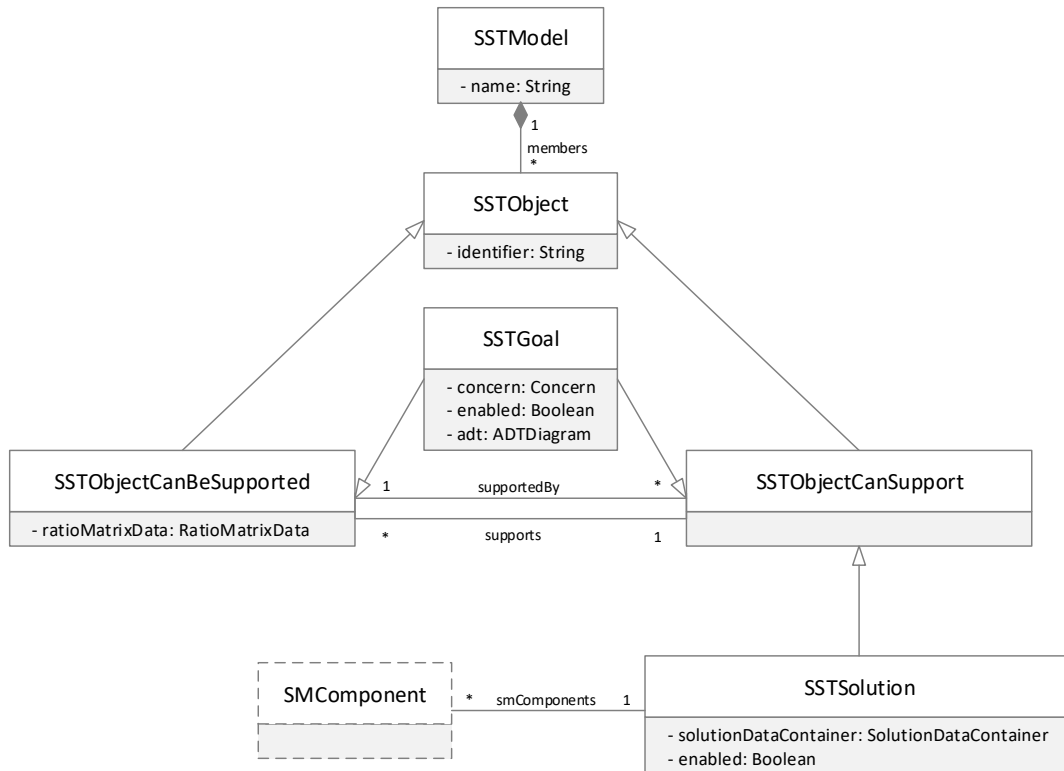 SSTModel
- name: String
1
members
*
SSTObject
- identifier: String
SSTGoal
- concern: Concern
- enabled: Boolean
- adt: ADTDiagram
SSTObjectCanBeSupported
- ratioMatrixData: RatioMatrixData
1 supportedBy *
* supports 1
SSTObjectCanSupport
SMComponent
* smComponents 1
SSTSolution
- solutionDataContainer: SolutionDataContainer
- enabled: Boolean